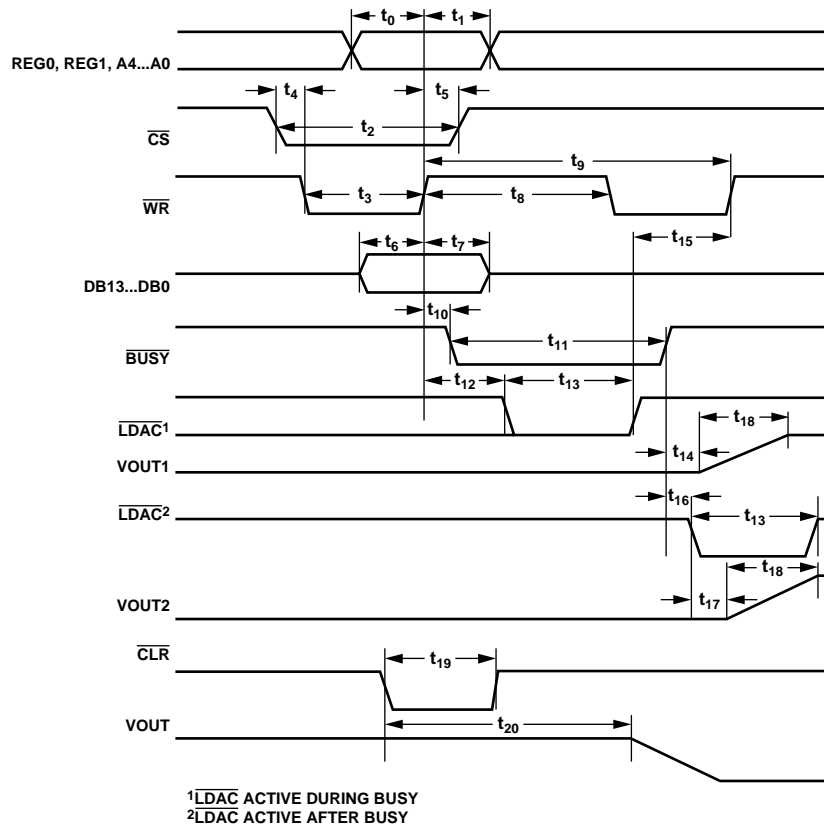 t0 t1
REG0, REG1, A4...A0
t4 t5
t2
CS
t9
t3 t8
WR
t15
t6 t7
DB13...DB0
t10
t11
BUSY
t12 t13
LDAC1
t18
t14
VOUT1
t16
LDAC2
t13
t18
t17
VOUT2
CLR
t19
VOUT
t20
1LDAC ACTIVE DURING BUSY
2LDAC ACTIVE AFTER BUSY